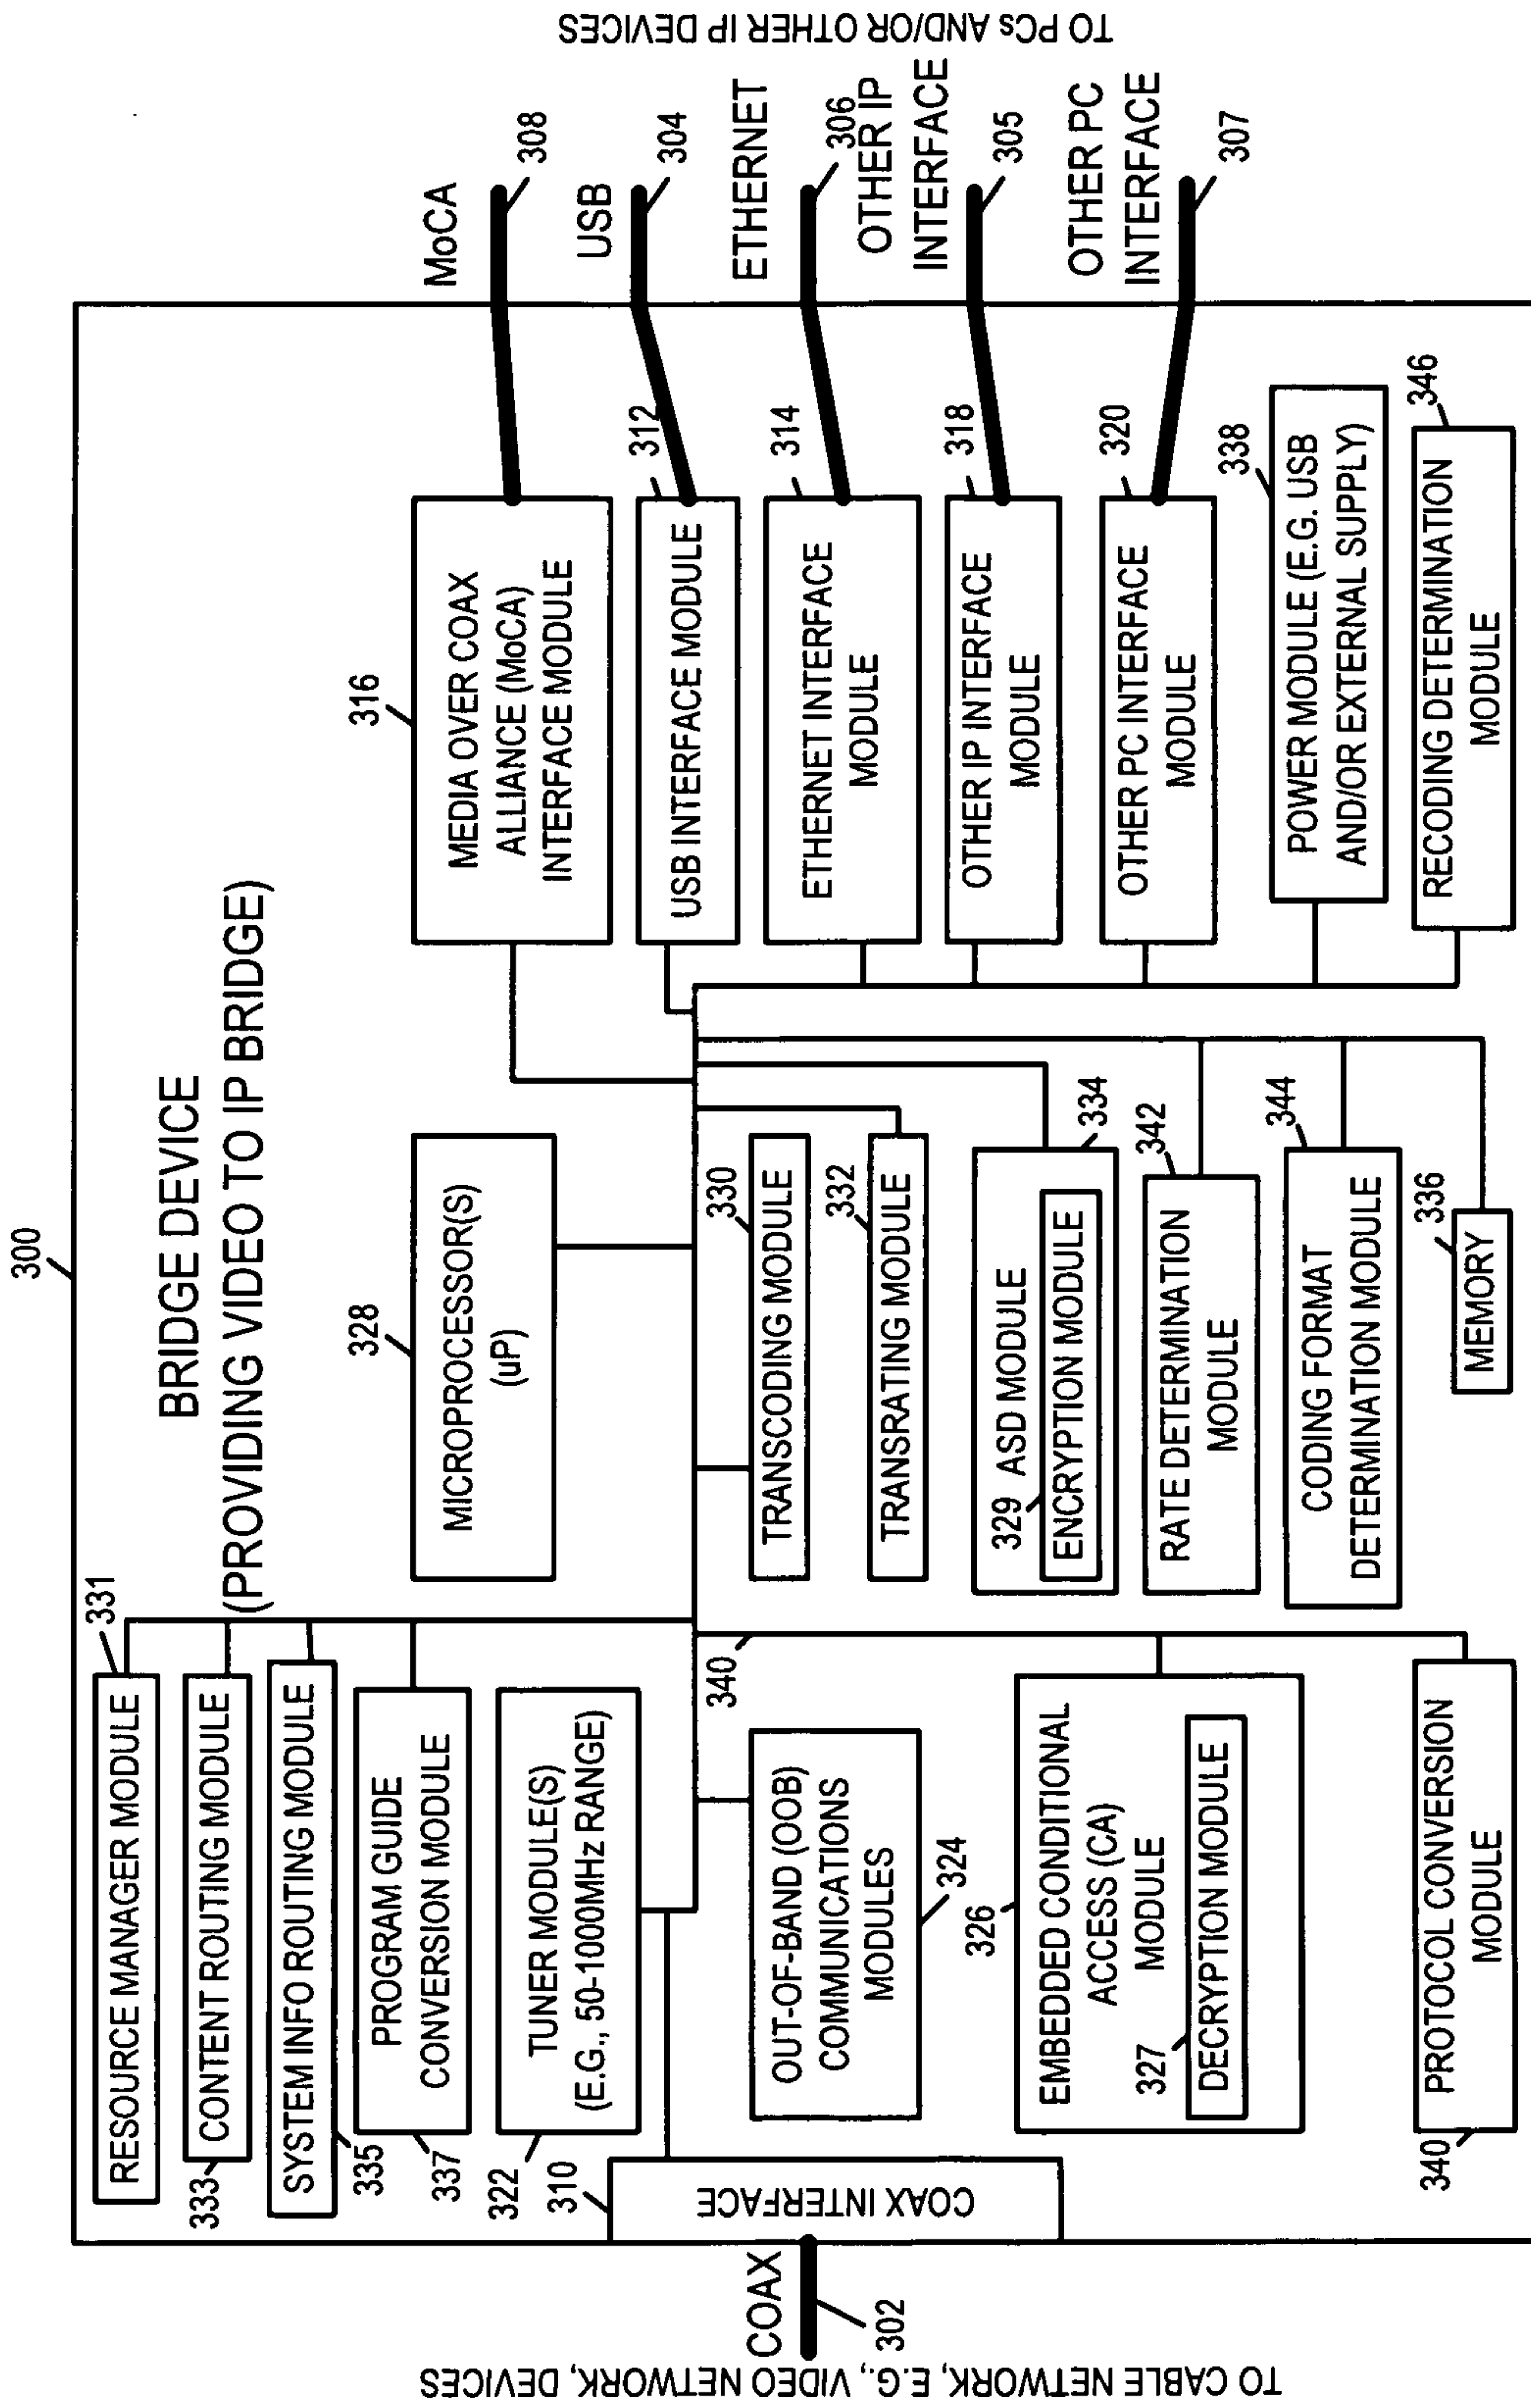 300
BRIDGE DEVICE
(PROVIDING VIDEO TO IP BRIDGE)
TO CABLE NETWORK, E.G., VIDEO NETWORK, DEVICES
COAX
302
COAX INTERFACE
310
RESOURCE MANAGER MODULE
331
CONTENT ROUTING MODULE
333
SYSTEM INFO ROUTING MODULE
335
PROGRAM GUIDE
CONVERSION MODULE
337
TUNER MODULE(S)
(E.G., 50-1000MHz RANGE)
322
340
OUT-OF-BAND (OOB)
COMMUNICATIONS
MODULES
324
326
EMBEDDED CONDITIONAL
ACCESS (CA)
MODULE
327
DECRYPTION MODULE
PROTOCOL CONVERSION
MODULE
340
328
MICROPROCESSOR(S)
(µP)
330
TRANSCODING MODULE
332
TRANSRATING MODULE
334
329 ASD MODULE
ENCRYPTION MODULE
342
RATE DETERMINATION
MODULE
344
CODING FORMAT
DETERMINATION MODULE
336
MEMORY
316
MEDIA OVER COAX
ALLIANCE (MoCA)
INTERFACE MODULE
312
USB INTERFACE MODULE
314
ETHERNET INTERFACE
MODULE
318
OTHER IP INTERFACE
MODULE
320
OTHER PC INTERFACE
MODULE
338
POWER MODULE (E.G. USB
AND/OR EXTERNAL SUPPLY)
346
RECODING DETERMINATION
MODULE
MoCA
308
USB
304
ETHERNET
306
OTHER IP
INTERFACE
305
OTHER PC
INTERFACE
307
TO PCs AND/OR OTHER IP DEVICES